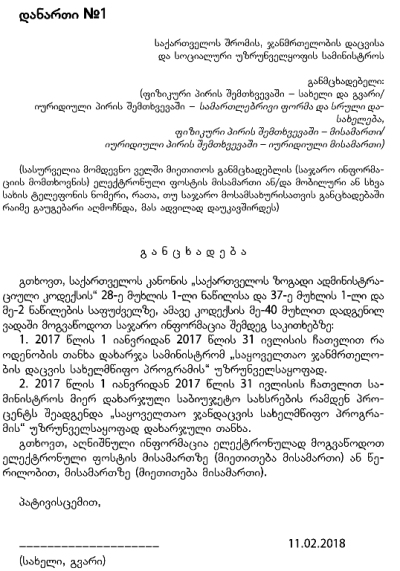 დანართი №1
საქართველოს შრომის, ჯანმრთელობის დაცვისა
და სოციალური უზრუნველყოფის სამინისტროს
განმცხადებელი:
(ფიზიკური პირის შემთხვევაში – სახელი და გვარი/
იურიდიული პირის შემთხვევაში – სამართლებრივი ფორმა და სრული და-
სახელება,
ფიზიკური პირის შემთხვევაში – მისამართი/
იურიდიული პირის შემთხვევაში – იურიდიული მისამართი)
(სასურველია მომდევნო ველში მიეთითოს განმცხადებლის (საჯარო ინფორმა-
ციის მომთხოვნის) ელექტრონული ფოსტის მისამართი ან/და მობილური ან სხვა
სახის ტელეფონის ნომერი, რათა, თუ საჯარო მოსამსახურისათვის განცხადებაში
რაიმე გაუგებარი აღმოჩნდა, მას ადვილად დაუკავშირდეს)
გ ა ნ ც ხ ა დ ე ბ ა
გთხოვთ, საქართველოს კანონის „საქართველოს ზოგადი ადმინისტრა-
ციული კოდექსის“ 28-ე მუხლის 1-ლი ნაწილისა და 37-ე მუხლის 1-ლი და
მე-2 ნაწილების საფუძველზე, ამავე კოდექსის მე-40 მუხლით დადგენილ
ვადაში მოგვაწოდოთ საჯარო ინფორმაცია შემდეგ საკითხებზე:
1. 2017 წლის 1 იანვრიდან 2017 წლის 31 ივლისის ჩათვლით რა
ოდენობის თანხა დახარჯა სამინისტრომ „საყოველთაო ჯანმრთელო-
ბის დაცვის სახელმწიფო პროგრამის“ უზრუნველსაყოფად.
2. 2017 წლის 1 იანვრიდან 2017 წლის 31 ივლისის ჩათვლით სა-
მინისტროს მიერ დახარჯული საბიუჯეტო სახსრების რამდენ პრო-
ცენტს შეადგენდა „საყოველთაო ჯანდაცვის სახელმწიფო პროგრა-
მის“ უზრუნველსაყოფად დახარჯული თანხა.
გთხოვთ, აღნიშნული ინფორმაცია ელექტრონულად მოგვაწოდოთ
ელექტრონული ფოსტის მისამართზე (მიეთითება მისამართი) ან წე-
რილობით, მისამართზე (მიეთითება მისამართი).
პატივისცემით,
____________________ 11.02.2018
(სახელი, გვარი)